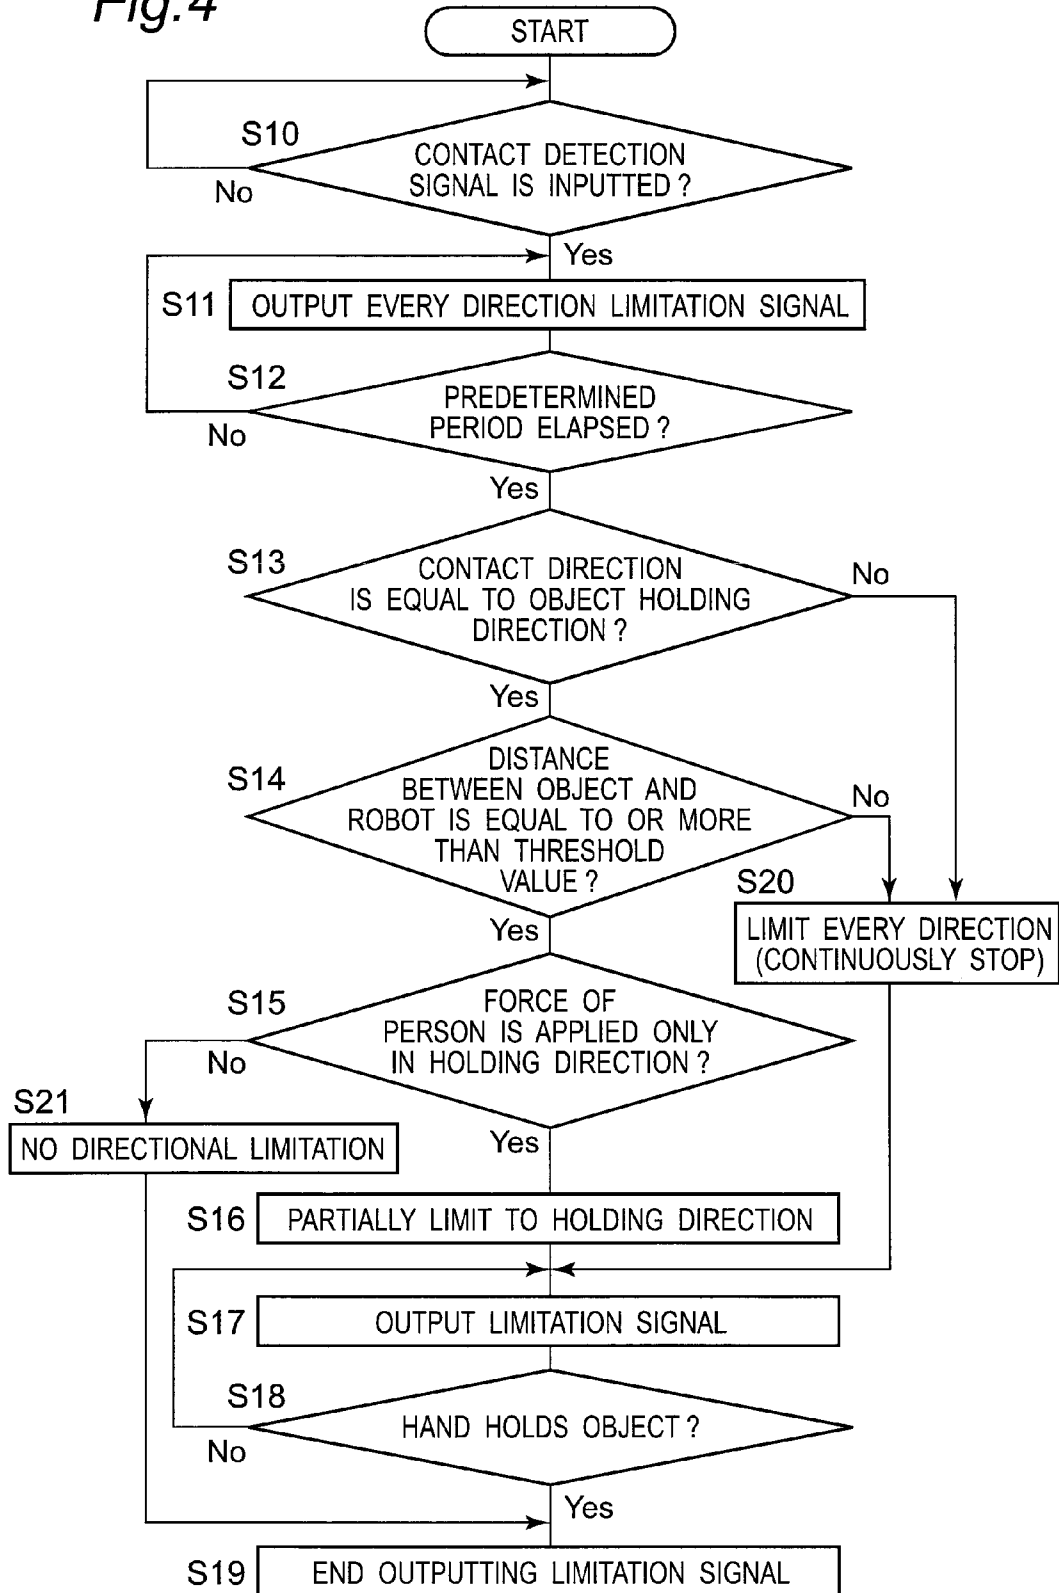 Fig.4
START
S10
CONTACT DETECTION
SIGNAL IS INPUTTED ?
No
Yes
S11
OUTPUT EVERY DIRECTION LIMITATION SIGNAL
S12
PREDETERMINED
PERIOD ELAPSED ?
No
Yes
S13
CONTACT DIRECTION
IS EQUAL TO OBJECT HOLDING
DIRECTION ?
No
Yes
S14
DISTANCE
BETWEEN OBJECT AND
ROBOT IS EQUAL TO OR MORE
THAN THRESHOLD
VALUE ?
No
Yes
S20
LIMIT EVERY DIRECTION
(CONTINUOUSLY STOP)
S15
FORCE OF
PERSON IS APPLIED ONLY
IN HOLDING DIRECTION ?
No
Yes
S21
NO DIRECTIONAL LIMITATION
S16
PARTIALLY LIMIT TO HOLDING DIRECTION
S17
OUTPUT LIMITATION SIGNAL
S18
HAND HOLDS OBJECT ?
No
Yes
S19
END OUTPUTTING LIMITATION SIGNAL